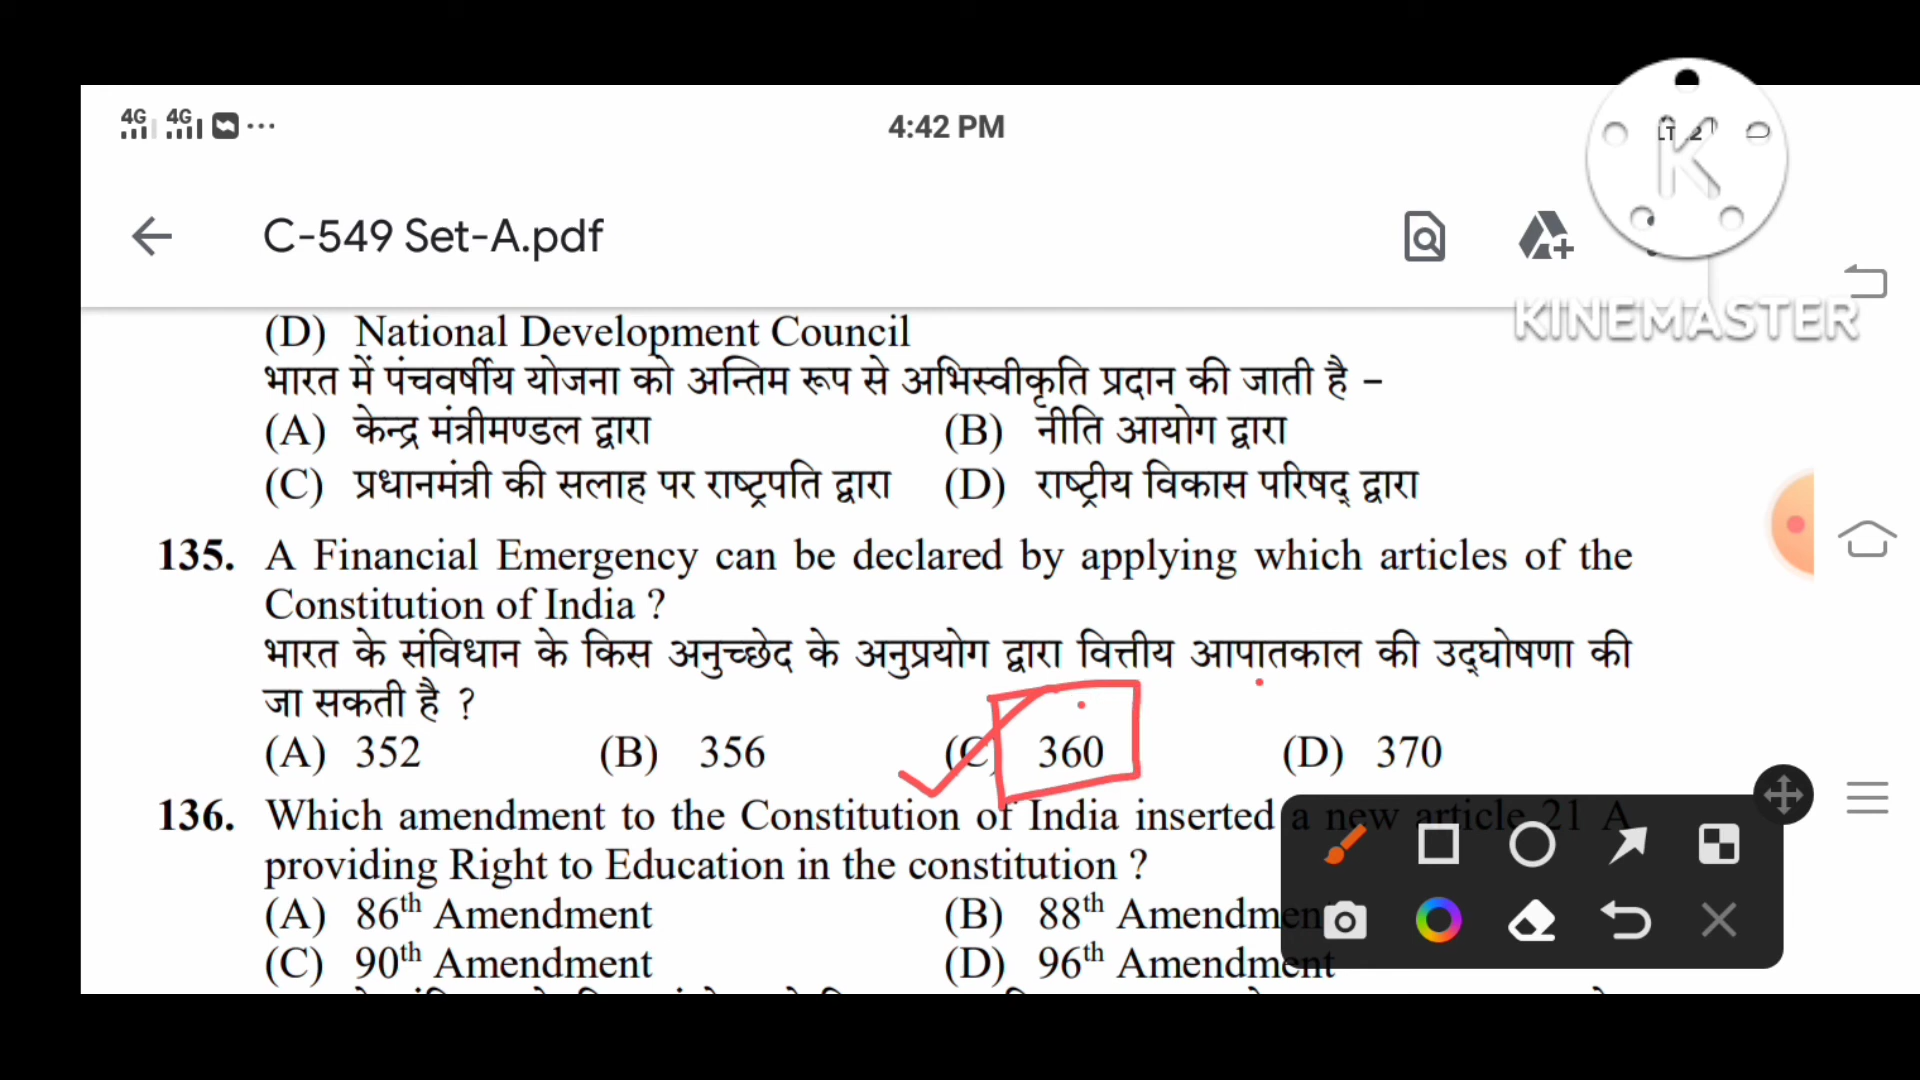 4G 4G ... 4:42 PM
C-549 Set-A.pdf
K
KINEMASTER
(D) National Development Council
भारत में पंचवर्षीय योजना को अन्तिम रूप से अभिस्वीकृति प्रदान की जाती है –
(A) केन्द्र मंत्रीमण्डल द्वारा (B) नीति आयोग द्वारा
(C) प्रधानमंत्री की सलाह पर राष्ट्रपति द्वारा (D) राष्ट्रीय विकास परिषद् द्वारा
135. A Financial Emergency can be declared by applying which articles of the
Constitution of India ?
भारत के संविधान के किस अनुच्छेद के अनुप्रयोग द्वारा वित्तीय आपातकाल की उद्घोषणा की
जा सकती है ?
(A) 352 (B) 356 (C) 360 (D) 370
136. Which amendment to the Constitution of India inserted a new article 21 A
providing Right to Education in the constitution ?
(A) 86th Amendment (B) 88th Amendmen
(C) 90th Amendment (D) 96th Amendment